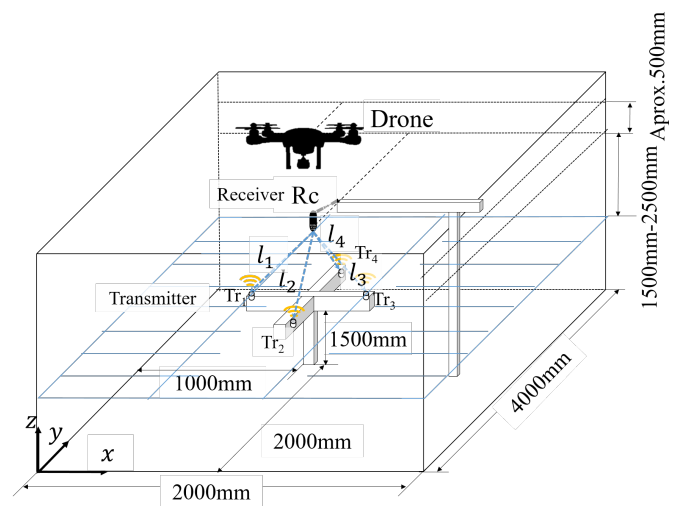 Aprox.500mm
Drone
1500mm-2500mm
Receiver Rc
l₄
l₁
Tr₄
l₂
l₃
Transmitter
Tr₁
Tr₃
Tr₂
1500mm
1000mm
4000mm
z
y
x
2000mm
2000mm